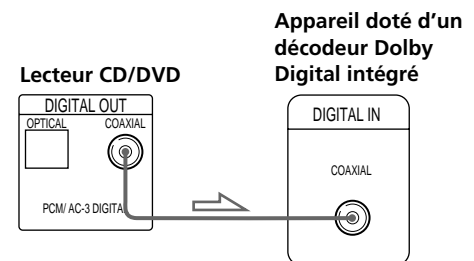 Appareil doté d'un
décodeur Dolby
Digital intégré
Lecteur CD/DVD
DIGITAL OUT
OPTICAL COAXIAL
PCM/ AC-3 DIGITAL
DIGITAL IN
COAXIAL